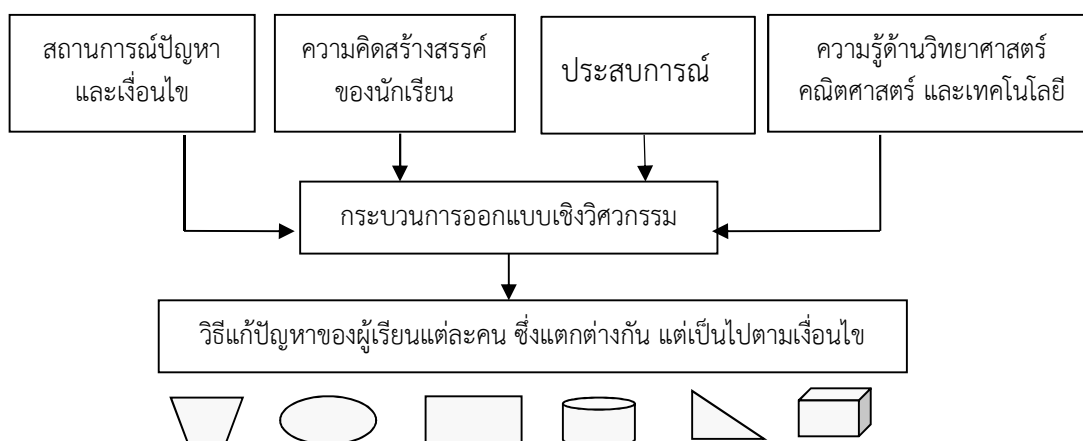 สถานการณ์ปัญหา
และเงื่อนไข
ความคิดสร้างสรรค์
ของนักเรียน
ประสบการณ์
ความรู้ด้านวิทยาศาสตร์
คณิตศาสตร์ และเทคโนโลยี
กระบวนการออกแบบเชิงวิศวกรรม
วิธีแก้ปัญหาของผู้เรียนแต่ละคน ซึ่งแตกต่างกัน แต่เป็นไปตามเงื่อนไข